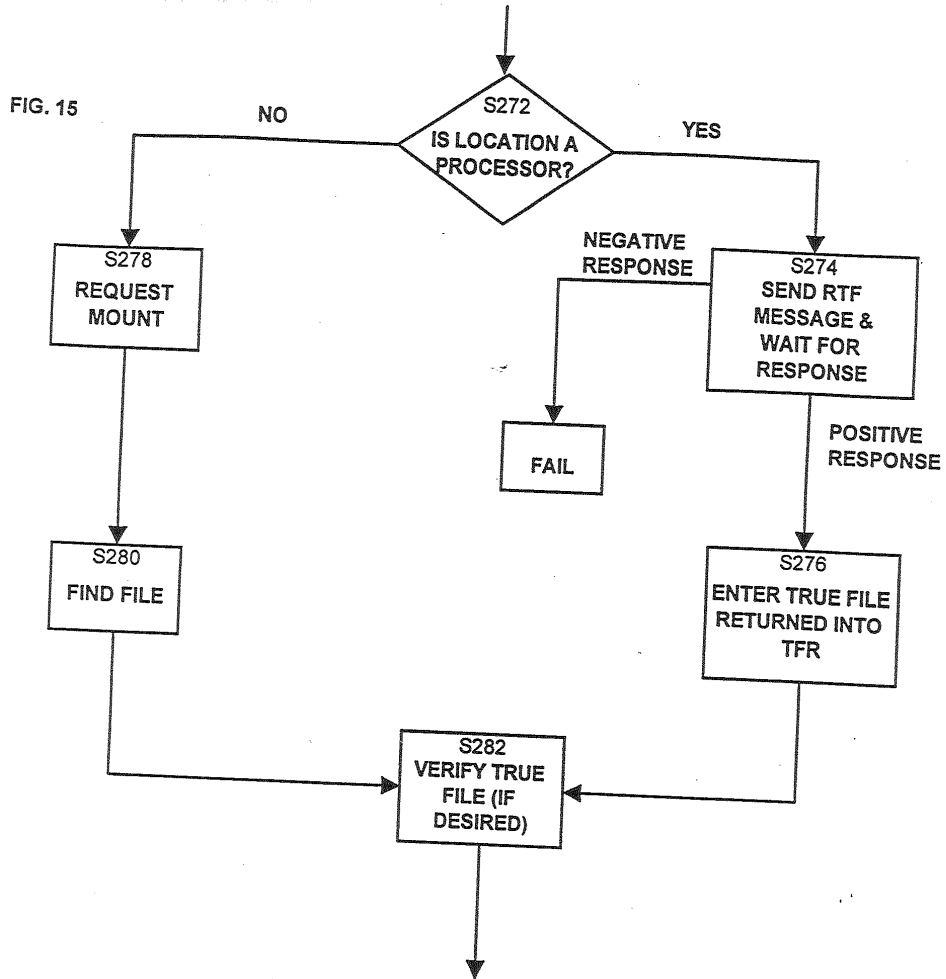 FIG. 15
S272
IS LOCATION A
PROCESSOR?
NO
YES
S278
REQUEST
MOUNT
NEGATIVE
RESPONSE
S274
SEND RTF
MESSAGE &
WAIT FOR
RESPONSE
FAIL
POSITIVE
RESPONSE
S280
FIND FILE
S276
ENTER TRUE FILE
RETURNED INTO
TFR
S282
VERIFY TRUE
FILE (IF
DESIRED)